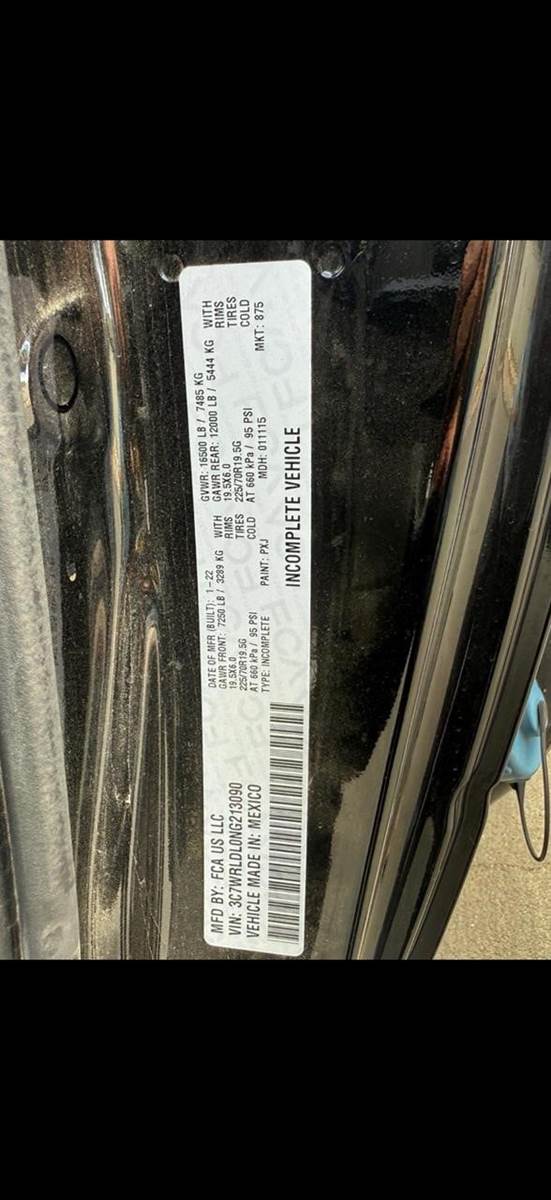 MFD BY: FCA US LLC
VIN: 3C7WRLDL0NG213090
VEHICLE MADE IN: MEXICO
DATE OF MFR (BUILT): 1-22 GVWR: 16500 LB / 7485 KG
GAWR FRONT: 7250 LB / 3289 KG WITH GAWR REAR: 12000 LB / 5444 KG WITH
19.5X6.0 RIMS 19.5X6.0 RIMS
225/70R19.5G TIRES 225/70R19.5G TIRES
AT 660 kPa / 95 PSI COLD AT 660 kPa / 95 PSI COLD
TYPE: INCOMPLETE PAINT: PXJ MDH: 011115 MKT: 875
INCOMPLETE VEHICLE